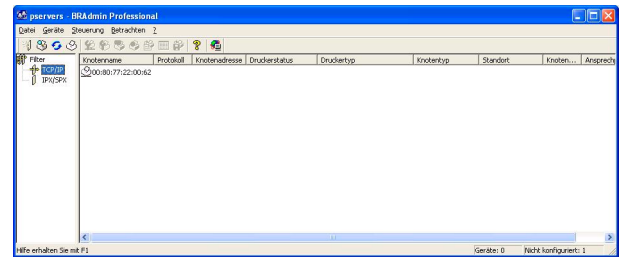 pservers - BRAdmin Professional
Datei Geräte Steuerung Betrachten ?
Filter
TCP/IP
IPX/SPX
Knotenname Protokoll Knotenadresse Druckerstatus Druckertyp Knotentyp Standort Knoten... Ansprechp
00:80:77:22:00:62
Hilfe erhalten Sie mit F1 Geräte: 0 Nicht konfiguriert: 1